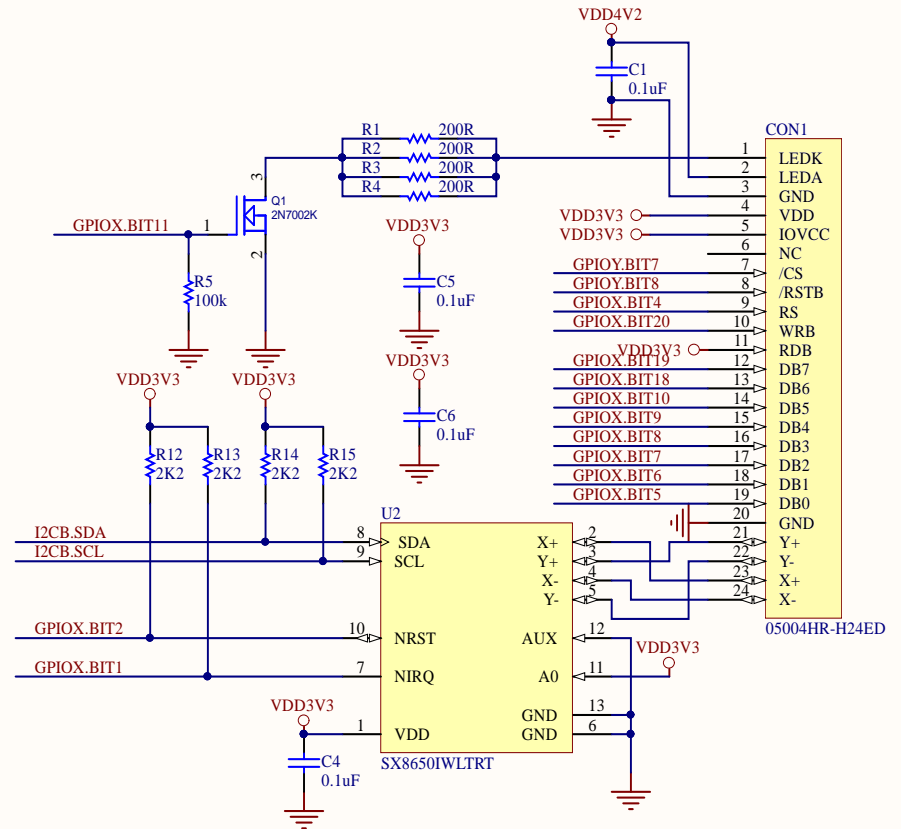 VDD4V2
C1
0.1uF
CON1
R1 200R
R2 200R
R3 200R
R4 200R
1 LEDK
2 LEDA
3 GND
VDD3V3 4 VDD
VDD3V3 5 IOVCC
6 NC
GPIOY.BIT7 7 /CS
GPIOY.BIT8 8 /RSTB
GPIOX.BIT4 9 RS
GPIOX.BIT20 10 WRB
VDD3V3 11 RDB
GPIOX.BIT19 12 DB7
GPIOX.BIT18 13 DB6
GPIOX.BIT10 14 DB5
GPIOX.BIT9 15 DB4
GPIOX.BIT8 16 DB3
GPIOX.BIT7 17 DB2
GPIOX.BIT6 18 DB1
GPIOX.BIT5 19 DB0
20 GND
21 Y+
22 Y-
23 X+
24 X-
05004HR-H24ED
3
Q1
2N7002K
GPIOX.BIT11 1
2
R5
100k
VDD3V3
C5
0.1uF
VDD3V3
C6
0.1uF
VDD3V3 VDD3V3
R12 R13 R14 R15
2K2 2K2 2K2 2K2
U2
I2CB.SDA 8 SDA X+ 2
I2CB.SCL 9 SCL Y+ 3
X- 4
Y- 5
GPIOX.BIT2 10 NRST AUX 12
VDD3V3
GPIOX.BIT1 7 NIRQ A0 11
VDD3V3
GND 13
1 VDD GND 6
SX8650IWLTRT
C4
0.1uF